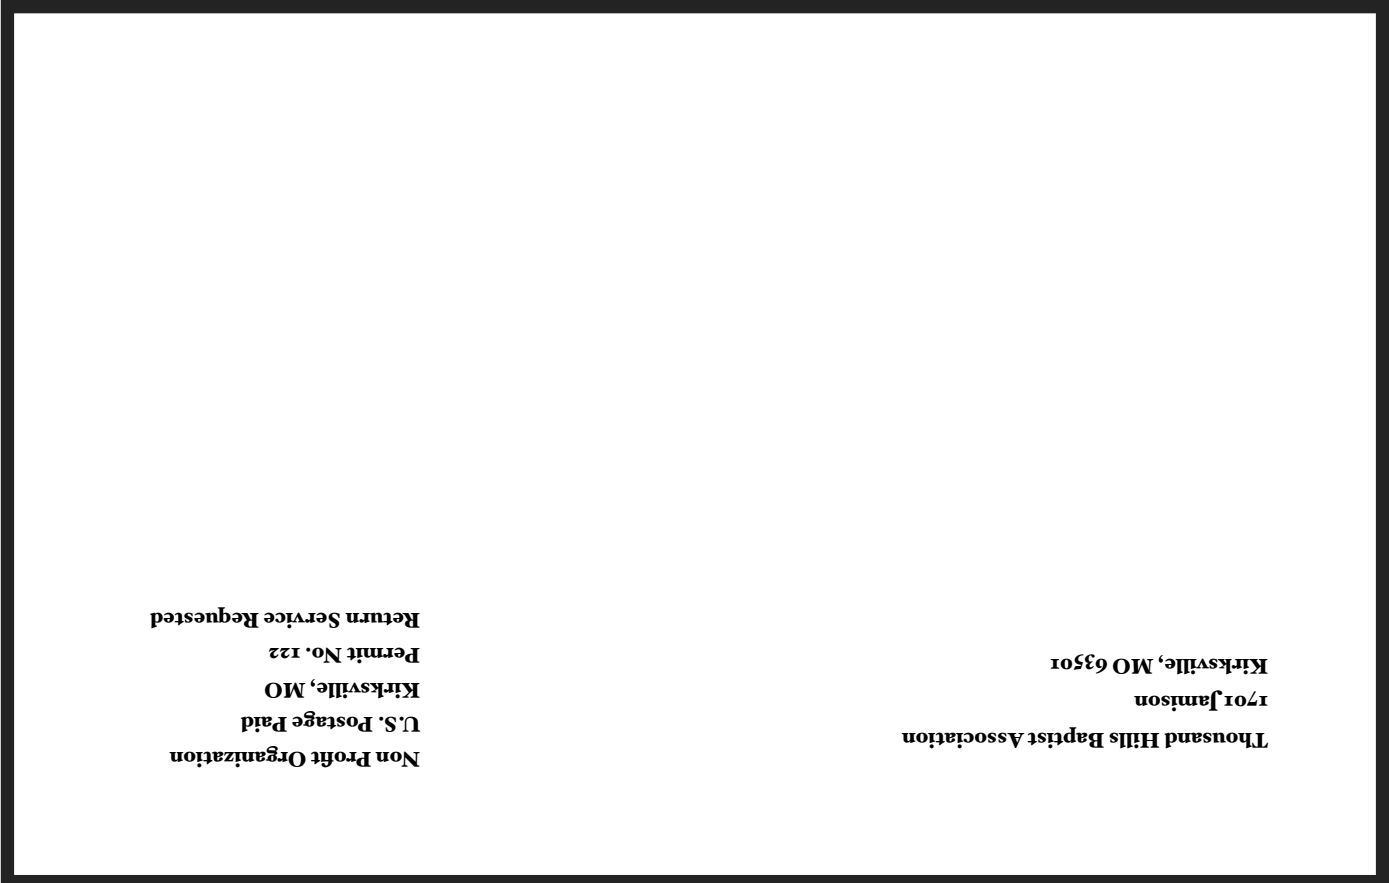 Thousand Hills Baptist Association
1701 Jamison
Kirksville, MO 63501
Non Profit Organization
U.S. Postage Paid
Kirksville, MO
Permit No. 122
Return Service Requested